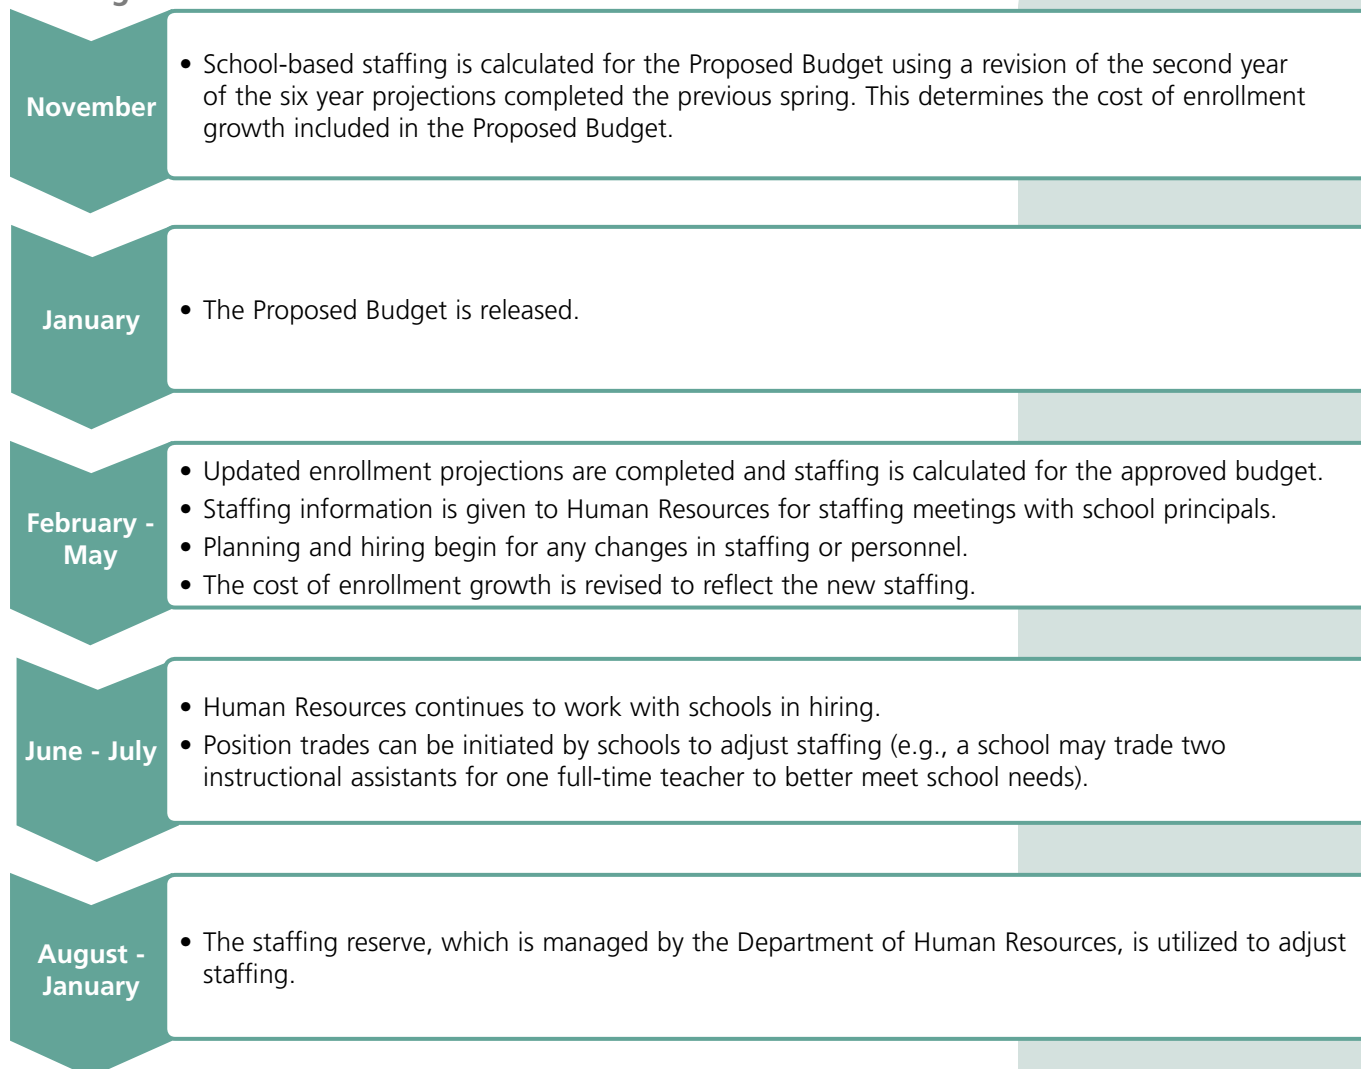 November
• School-based staffing is calculated for the Proposed Budget using a revision of the second year
of the six year projections completed the previous spring. This determines the cost of enrollment
growth included in the Proposed Budget.
January
• The Proposed Budget is released.
February -
May
• Updated enrollment projections are completed and staffing is calculated for the approved budget.
• Staffing information is given to Human Resources for staffing meetings with school principals.
• Planning and hiring begin for any changes in staffing or personnel.
• The cost of enrollment growth is revised to reflect the new staffing.
June - July
• Human Resources continues to work with schools in hiring.
• Position trades can be initiated by schools to adjust staffing (e.g., a school may trade two
instructional assistants for one full-time teacher to better meet school needs).
August -
January
• The staffing reserve, which is managed by the Department of Human Resources, is utilized to adjust
staffing.